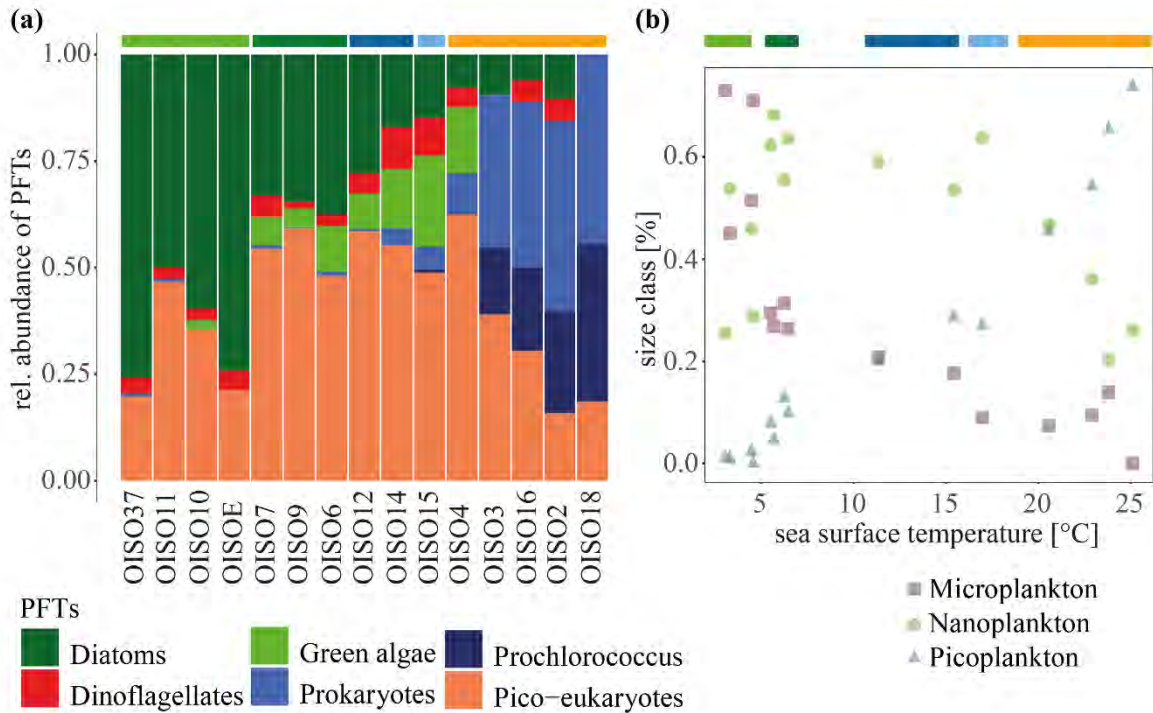 (a)
1.00
0.75
0.50
0.25
0.00
rel. abundance of PFTs
OISO37
OISO11
OISO10
OISOE
OISO7
OISO9
OISO6
OISO12
OISO14
OISO15
OISO4
OISO3
OISO16
OISO2
OISO18
PFTs
Diatoms
Green algae
Prochlorococcus
Dinoflagellates
Prokaryotes
Pico-eukaryotes
(b)
0.6
0.4
0.2
0.0
size class [%]
5
10
15
20
25
sea surface temperature [°C]
Microplankton
Nanoplankton
Picoplankton